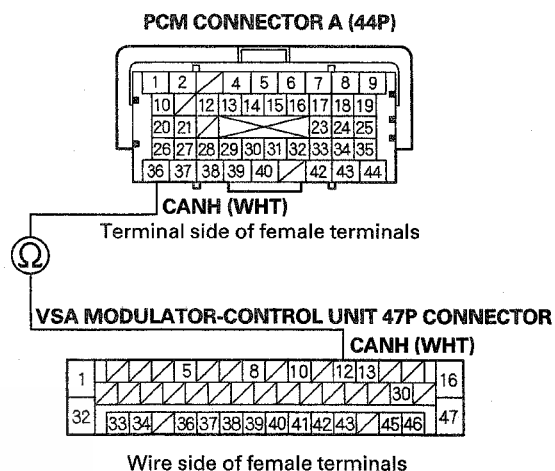 PCM CONNECTOR A (44P)
1 2 4 5 6 7 8 9
10 12 13 14 15 16 17 18 19
20 21 23 24 25
26 27 28 29 30 31 32 33 34 35
36 37 38 39 40 42 43 44
CANH (WHT)
Terminal side of female terminals
Ω
VSA MODULATOR-CONTROL UNIT 47P CONNECTOR
CANH (WHT)
1 5 8 10 12 13 16
30
32 33 34 36 37 38 39 40 41 42 43 45 46 47
Wire side of female terminals